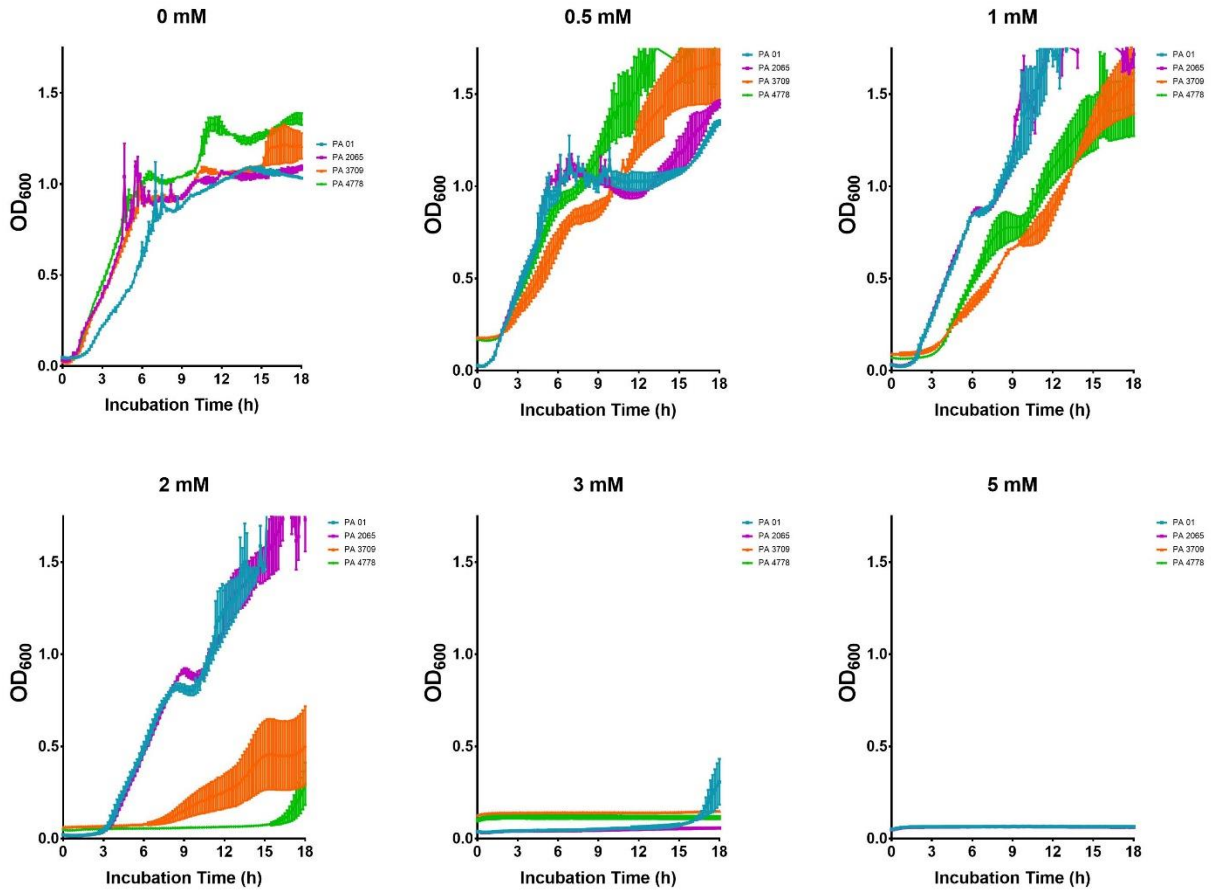 0 mM
OD600
1.5
1.0
0.5
0.0
0 3 6 9 12 15 18
Incubation Time (h)
PA 01
PA 2065
PA 3709
PA 4778
0.5 mM
OD600
1.5
1.0
0.5
0.0
0 3 6 9 12 15 18
Incubation Time (h)
PA 01
PA 2065
PA 3709
PA 4778
1 mM
OD600
1.5
1.0
0.5
0.0
0 3 6 9 12 15 18
Incubation Time (h)
PA 01
PA 2065
PA 3709
PA 4778
2 mM
OD600
1.5
1.0
0.5
0.0
0 3 6 9 12 15 18
Incubation Time (h)
PA 01
PA 2065
PA 3709
PA 4778
3 mM
OD600
1.5
1.0
0.5
0.0
0 3 6 9 12 15 18
Incubation Time (h)
PA 01
PA 2065
PA 3709
PA 4778
5 mM
OD600
1.5
1.0
0.5
0.0
0 3 6 9 12 15 18
Incubation Time (h)
PA 01
PA 2065
PA 3709
PA 4778